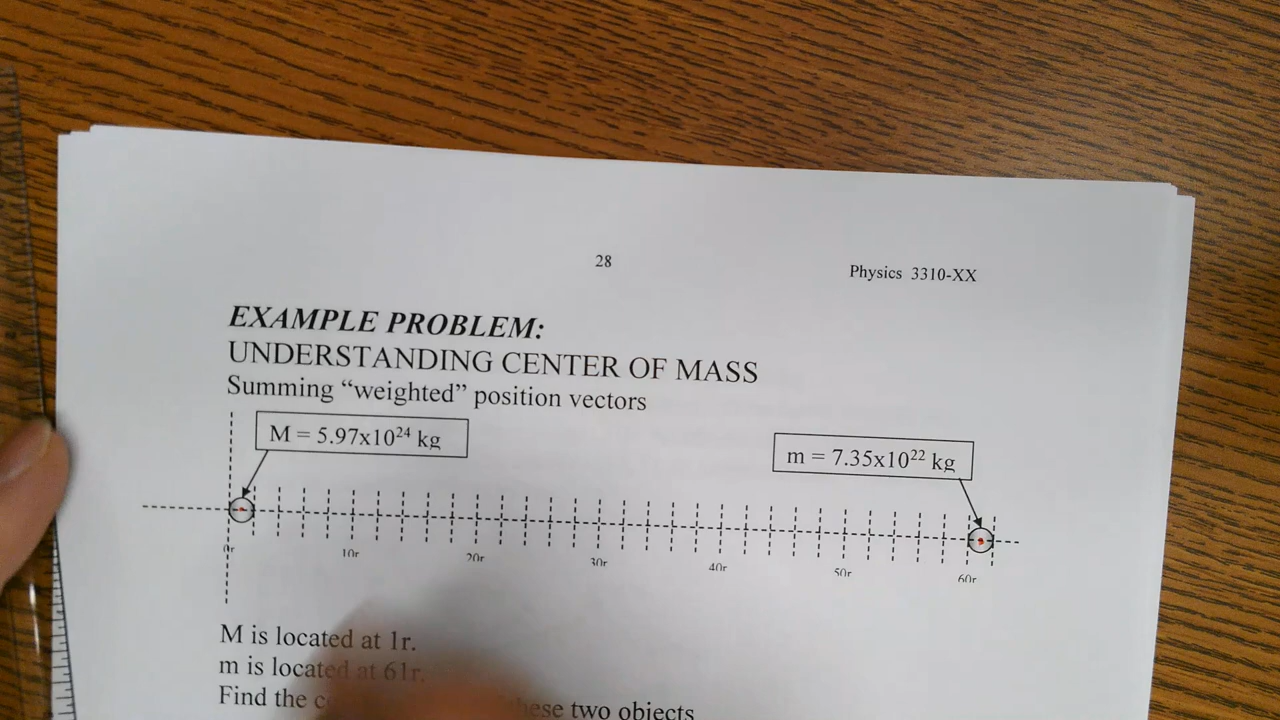 28
Physics 3310-XX
EXAMPLE PROBLEM:
UNDERSTANDING CENTER OF MASS
Summing “weighted” position vectors
M = 5.97x10²⁴ kg
m = 7.35x10²² kg
0r 10r 20r 30r 40r 50r 60r
M is located at 1r.
m is located at 61r.
Find the these two objects